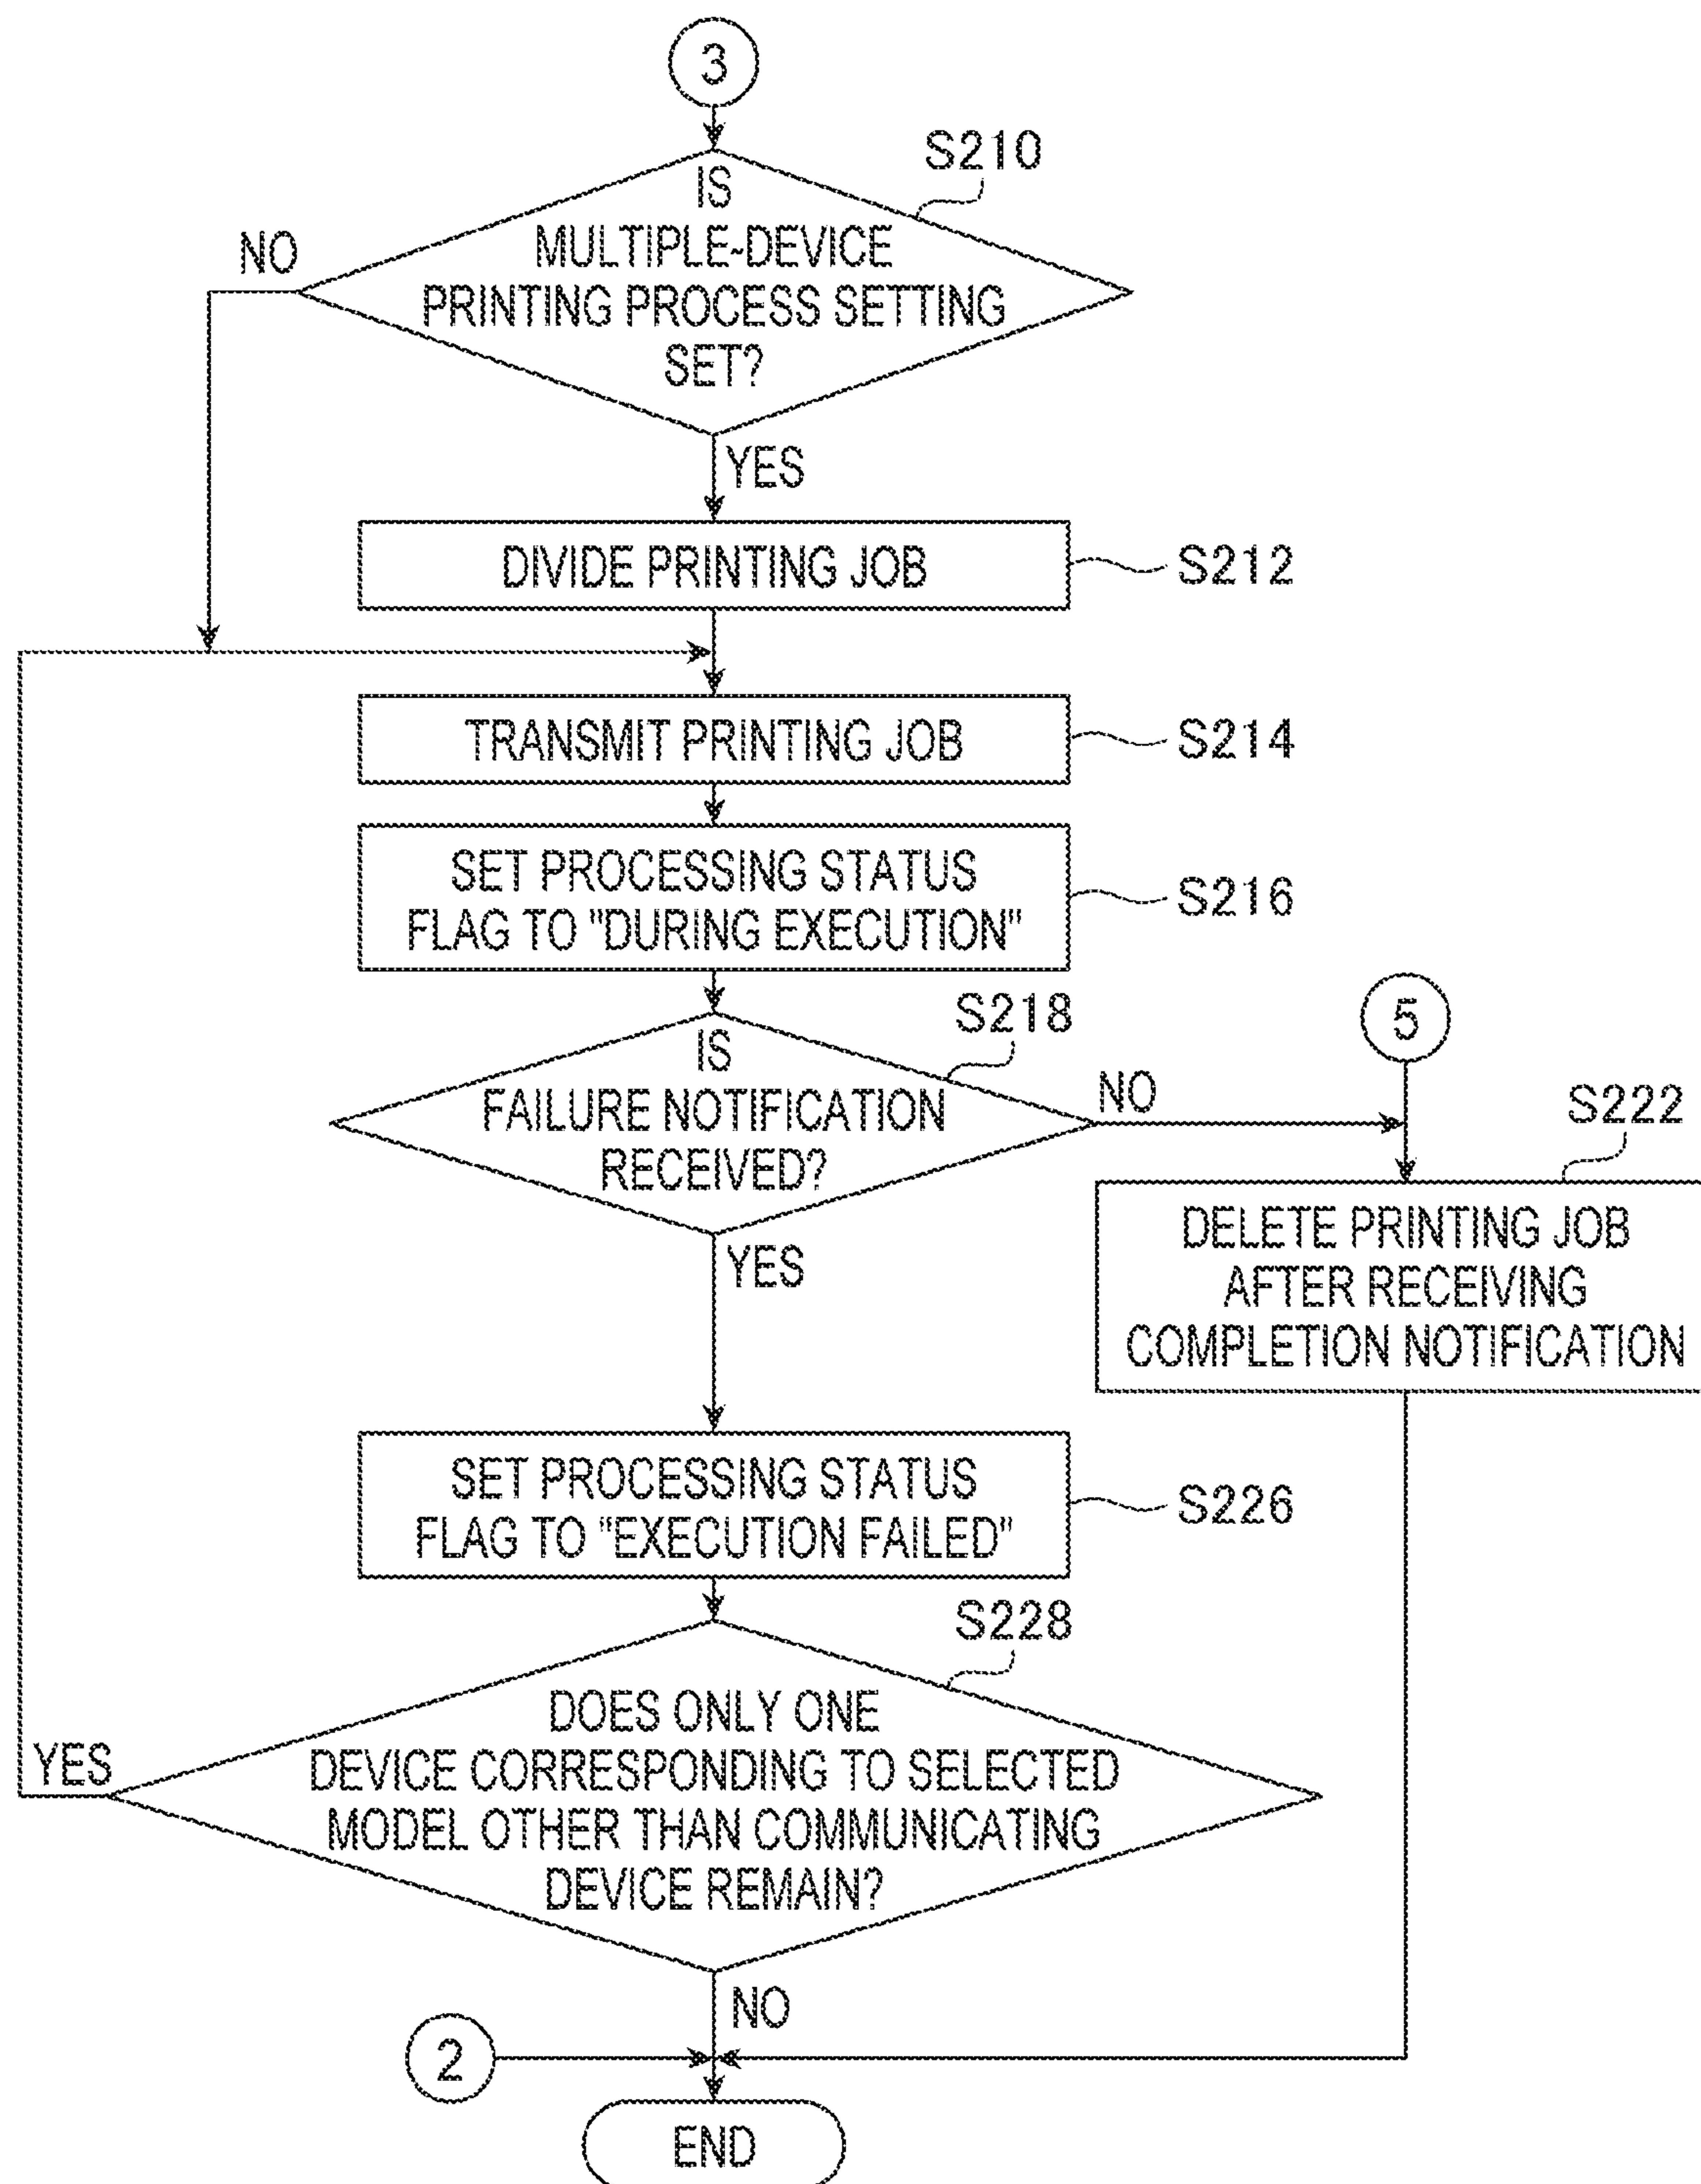 3
S210
IS
MULTIPLE-DEVICE
PRINTING PROCESS SETTING
SET?
NO
YES
DIVIDE PRINTING JOB
S212
TRANSMIT PRINTING JOB
S214
SET PROCESSING STATUS
FLAG TO "DURING EXECUTION"
S216
S218
IS
FAILURE NOTIFICATION
RECEIVED?
NO
YES
5
S222
DELETE PRINTING JOB
AFTER RECEIVING
COMPLETION NOTIFICATION
SET PROCESSING STATUS
FLAG TO "EXECUTION FAILED"
S226
S228
DOES ONLY ONE
DEVICE CORRESPONDING TO SELECTED
MODEL OTHER THAN COMMUNICATING
DEVICE REMAIN?
YES
NO
2
END